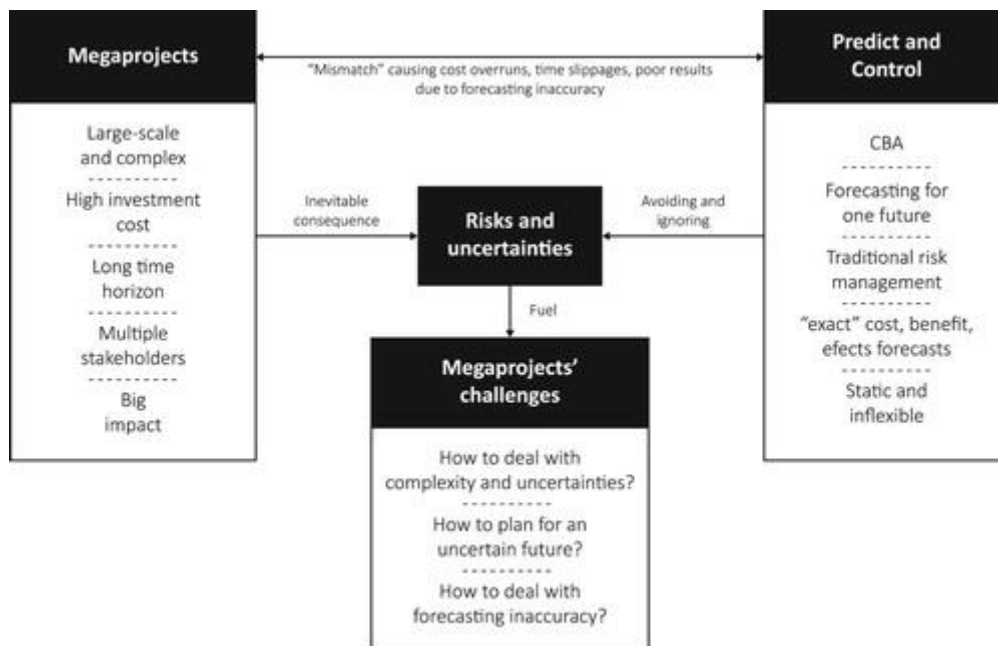 Megaprojects
"Mismatch" causing cost overruns, time slippages, poor results
due to forecasting inaccuracy
Predict and
Control
Large-scale
and complex
High investment
cost
Long time
horizon
Multiple
stakeholders
Big
impact
Inevitable
consequence
Risks and
uncertainties
Avoiding and
ignoring
CBA
Forecasting for
one future
Traditional risk
management
"exact" cost, benefit,
efects forecasts
Static and
inflexible
Fuel
Megaprojects'
challenges
How to deal with
complexity and uncertainties?
How to plan for an
uncertain future?
How to deal with
forecasting inaccuracy?